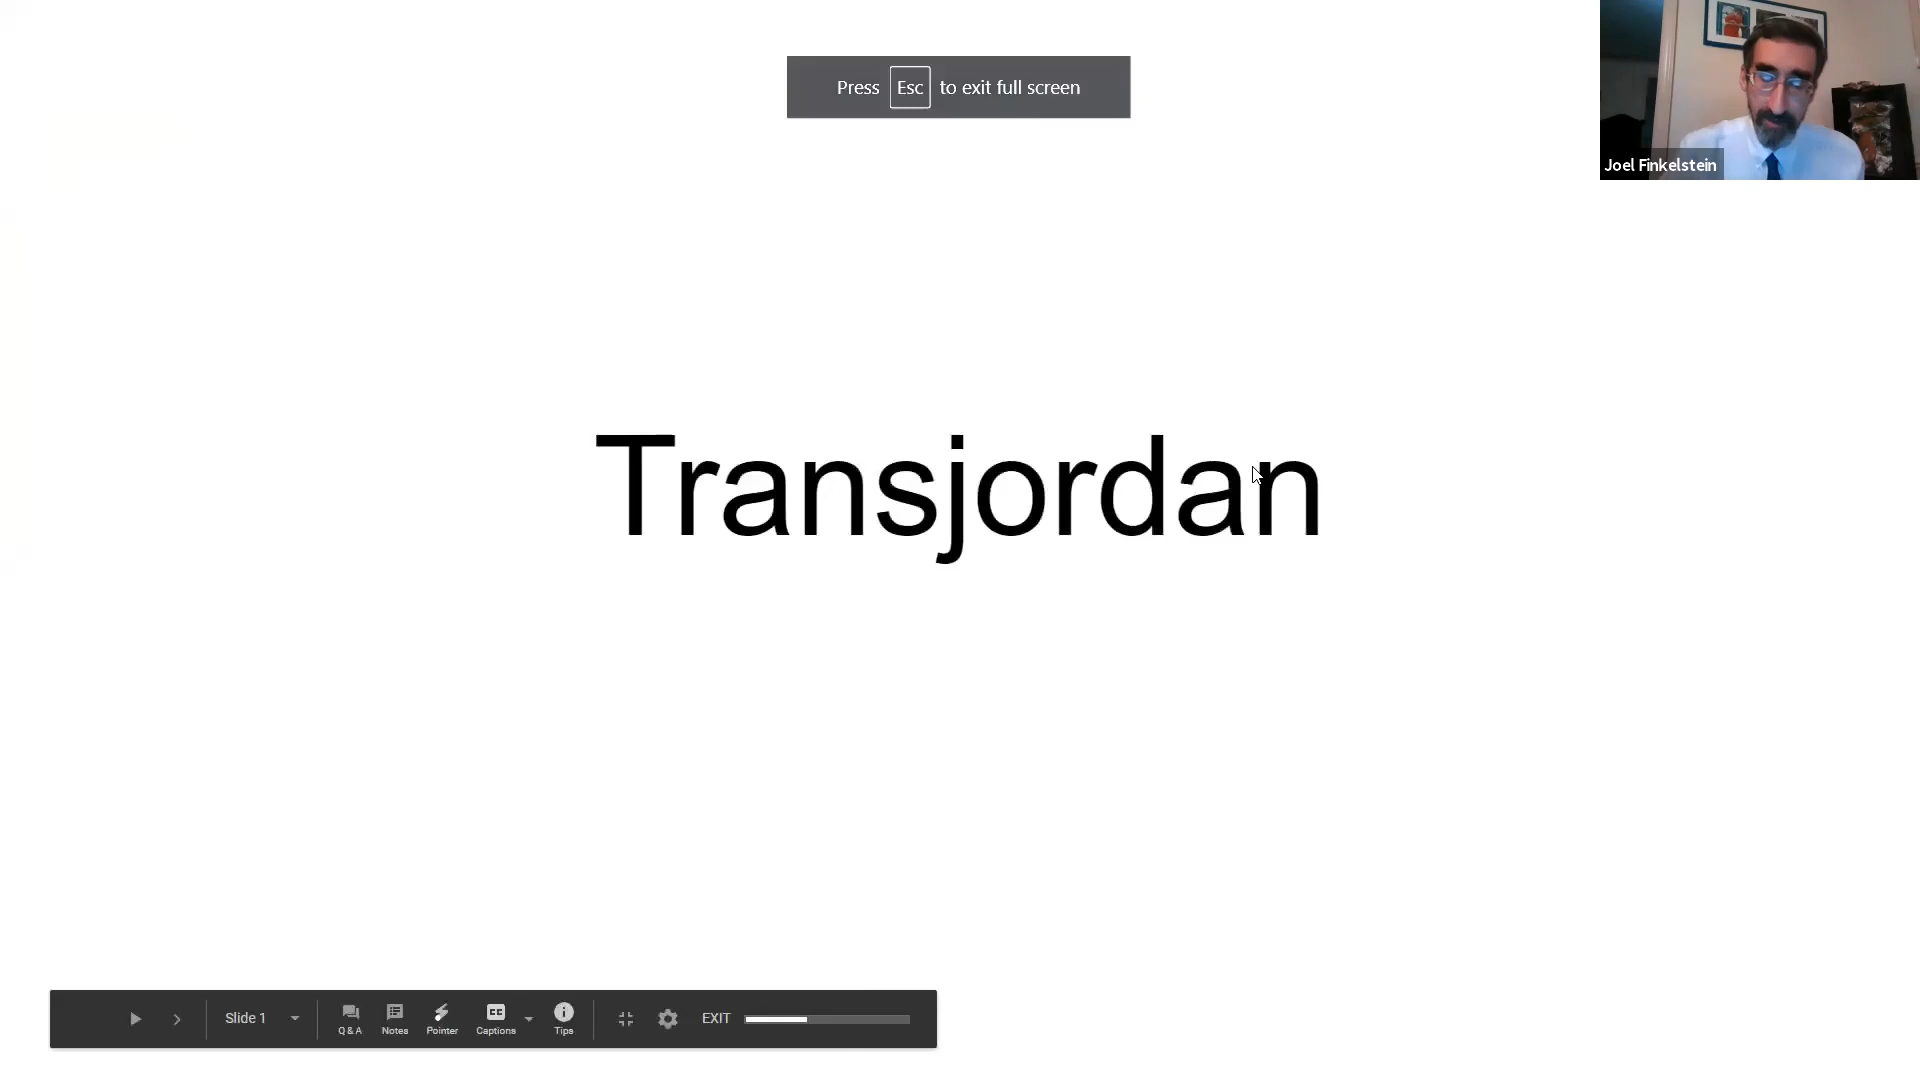 Press Esc to exit full screen
Joel Finkelstein
Transjordan
Slide 1
Q & A
Notes
Pointer
Captions
Tips
EXIT